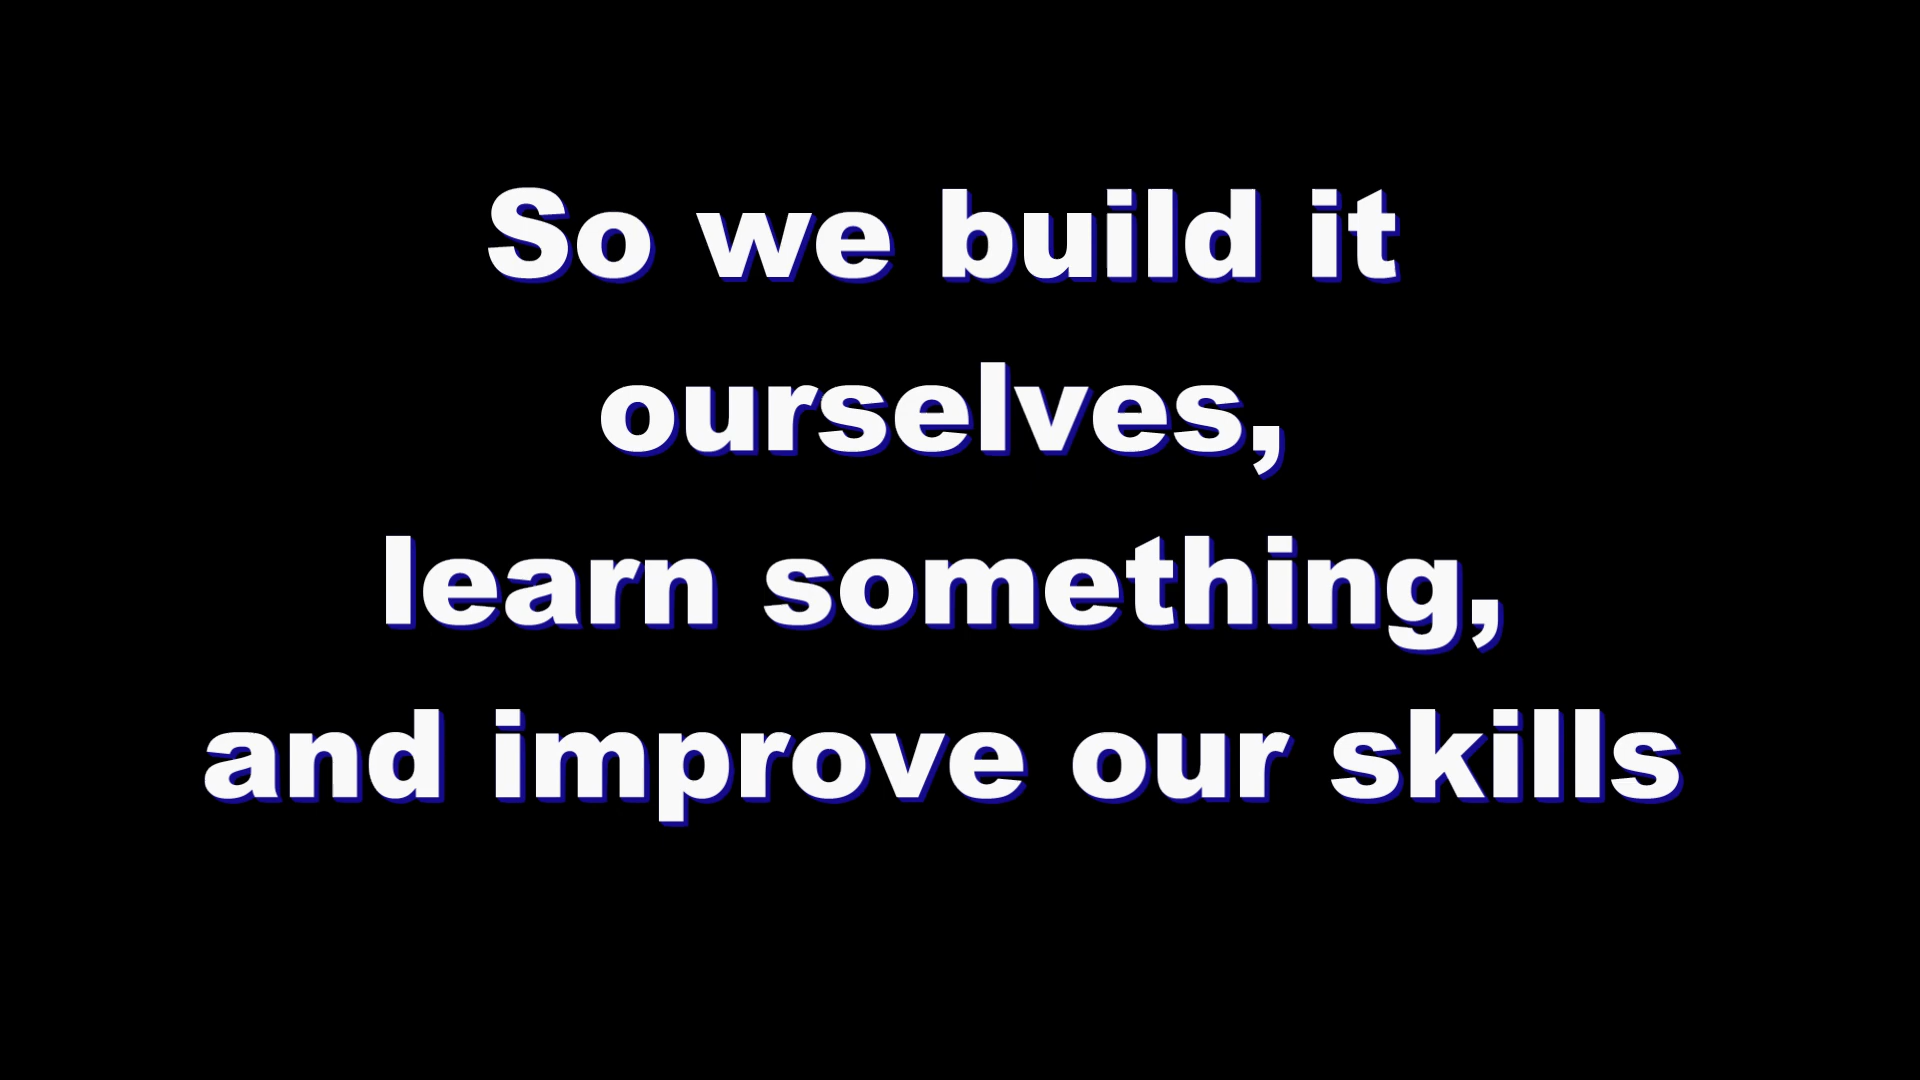 So we build it
ourselves,
learn something,
and improve our skills